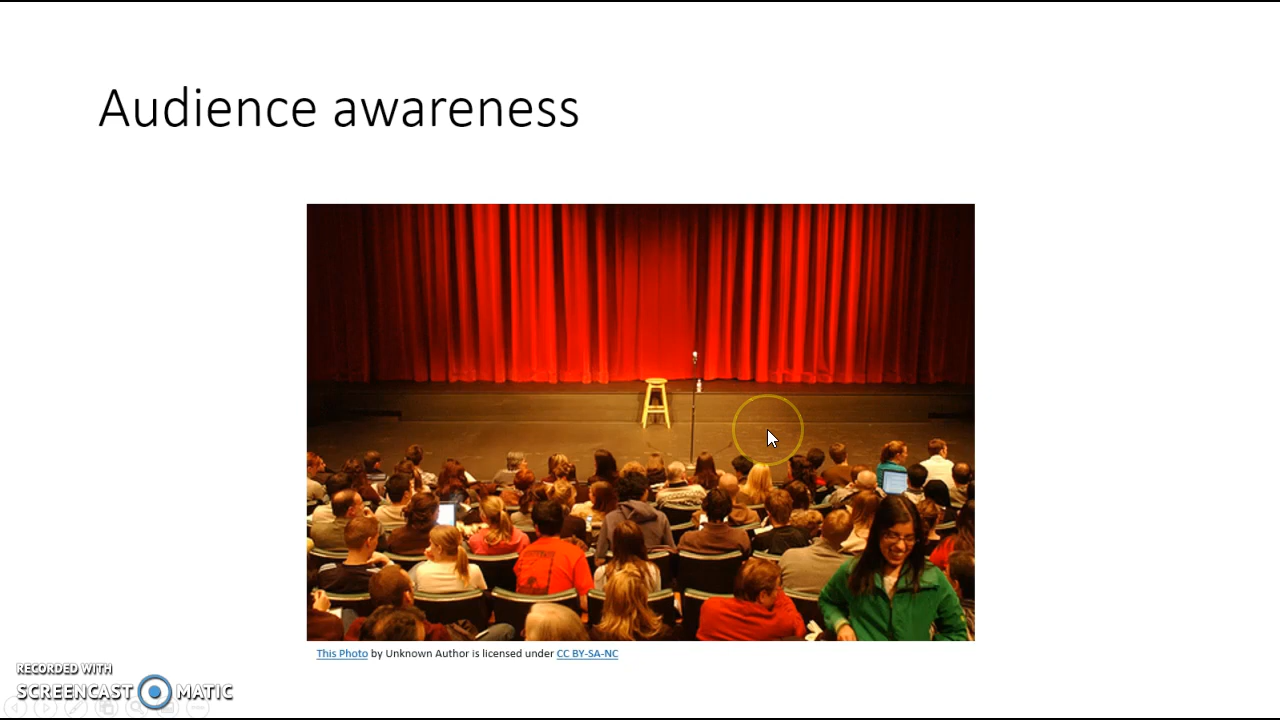 Audience awareness
This Photo by Unknown Author is licensed under CC BY-SA-NC
RECORDED WITH
SCREENCAST MATIC